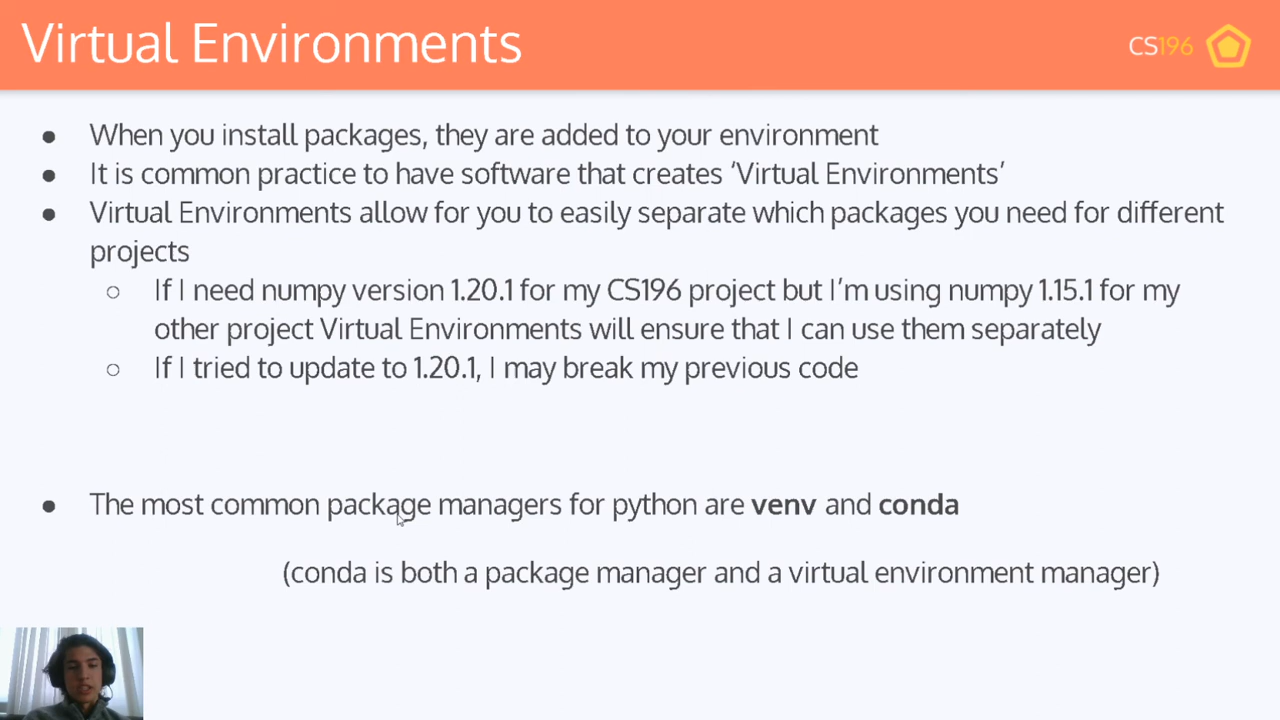 Virtual Environments
CS196
● When you install packages, they are added to your environment
● It is common practice to have software that creates ‘Virtual Environments’
● Virtual Environments allow for you to easily separate which packages you need for different
projects
○ If I need numpy version 1.20.1 for my CS196 project but I’m using numpy 1.15.1 for my
other project Virtual Environments will ensure that I can use them separately
○ If I tried to update to 1.20.1, I may break my previous code
● The most common package managers for python are venv and conda
(conda is both a package manager and a virtual environment manager)